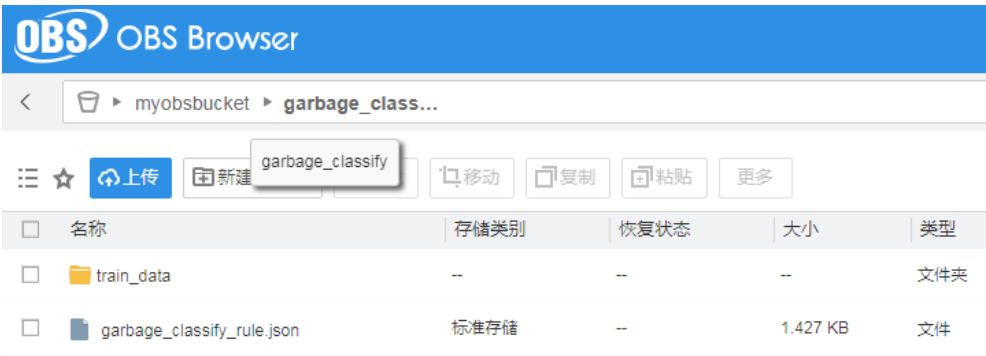 OBS OBS Browser
myobsbucket garbage_class...
garbage_classify
上传 新建 移动 复制 粘贴 更多
名称 存储类别 恢复状态 大小 类型
train_data -- -- -- 文件夹
garbage_classify_rule.json 标准存储 -- 1.427 KB 文件